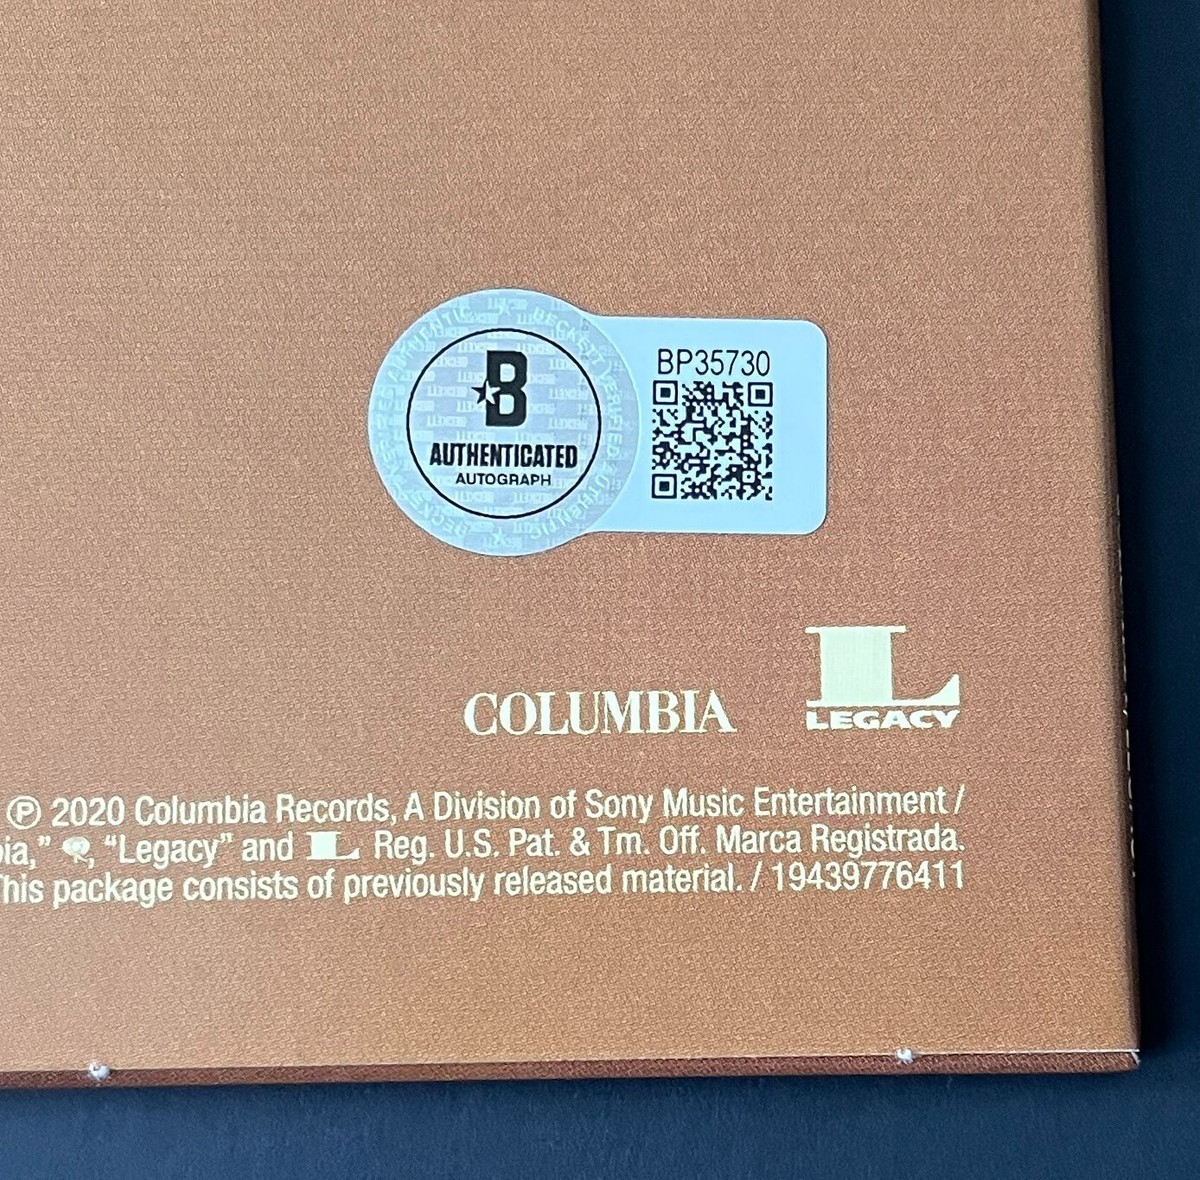 B
AUTHENTICATED
AUTOGRAPH
BP35730
COLUMBIA
L
LEGACY
℗ 2020 Columbia Records, A Division of Sony Music Entertainment /
"Legacy" and L Reg. U.S. Pat. & Tm. Off. Marca Registrada.
This package consists of previously released material. / 19439776411